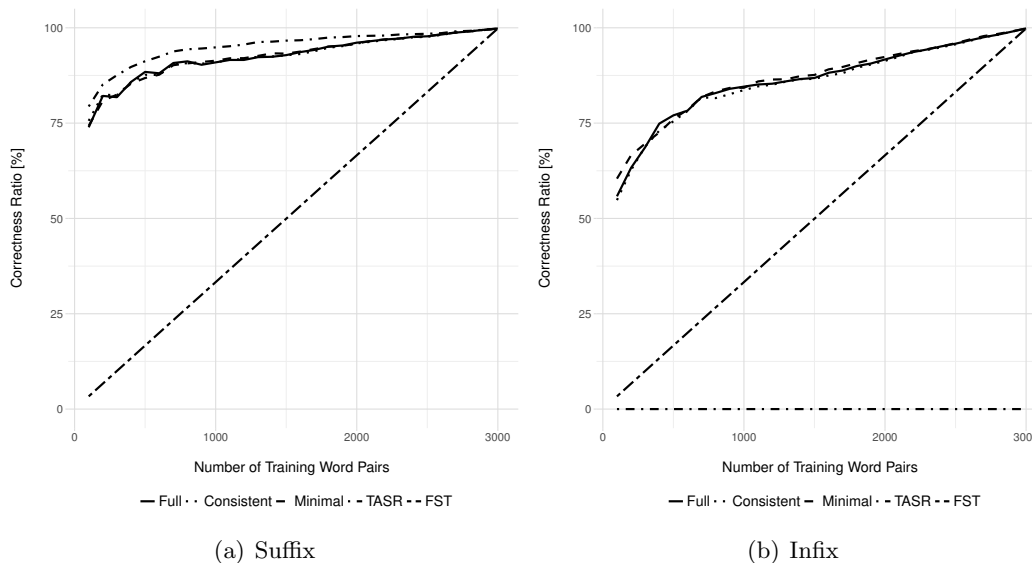 100
75
50
25
0
Correctness Ratio [%]
0 1000 2000 3000
Number of Training Word Pairs
Full Consistent Minimal TASR FST
(a) Suffix
100
75
50
25
0
Correctness Ratio [%]
0 1000 2000 300
Number of Training Word Pairs
Full Consistent Minimal TASR FST
(b) Infix